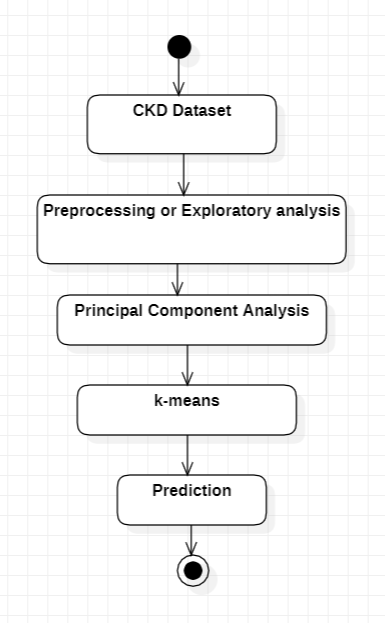 CKD Dataset
Preprocessing or Exploratory analysis
Principal Component Analysis
k-means
Prediction